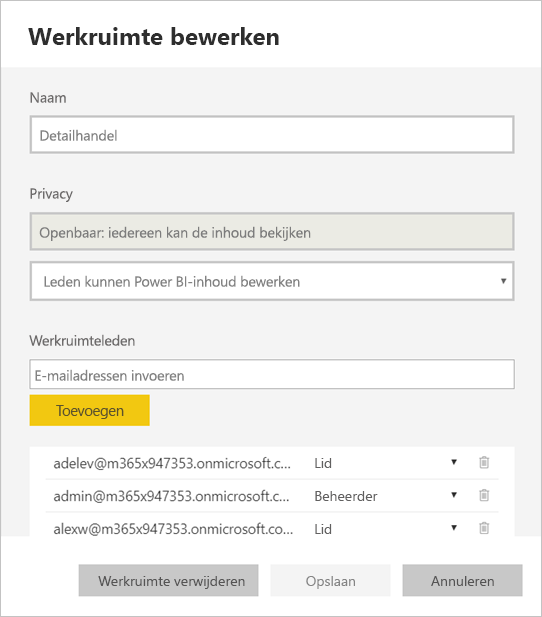 Werkruimte bewerken
Naam
Detailhandel
Privacy
Openbaar: iedereen kan de inhoud bekijken
Leden kunnen Power BI-inhoud bewerken
Werkruimteleden
E-mailadressen invoeren
Toevoegen
adelev@m365x947353.onmicrosoft.c... Lid
admin@m365x947353.onmicrosoft.c... Beheerder
alexw@m365x947353.onmicrosoft.co... Lid
Werkruimte verwijderen Opslaan Annuleren